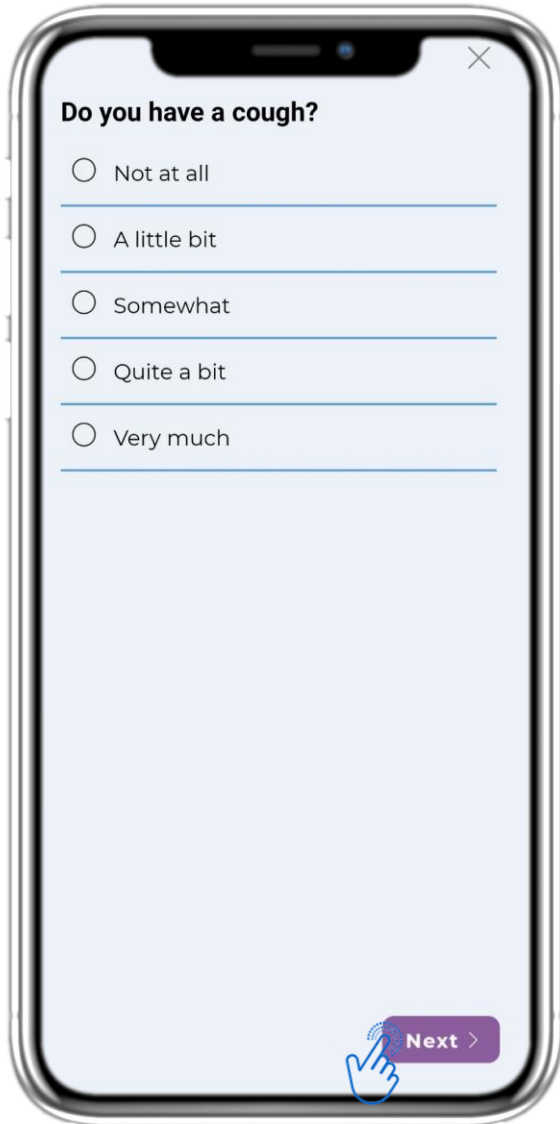 Do you have a cough?
Not at all
A little bit
Somewhat
Quite a bit
Very much
Next >